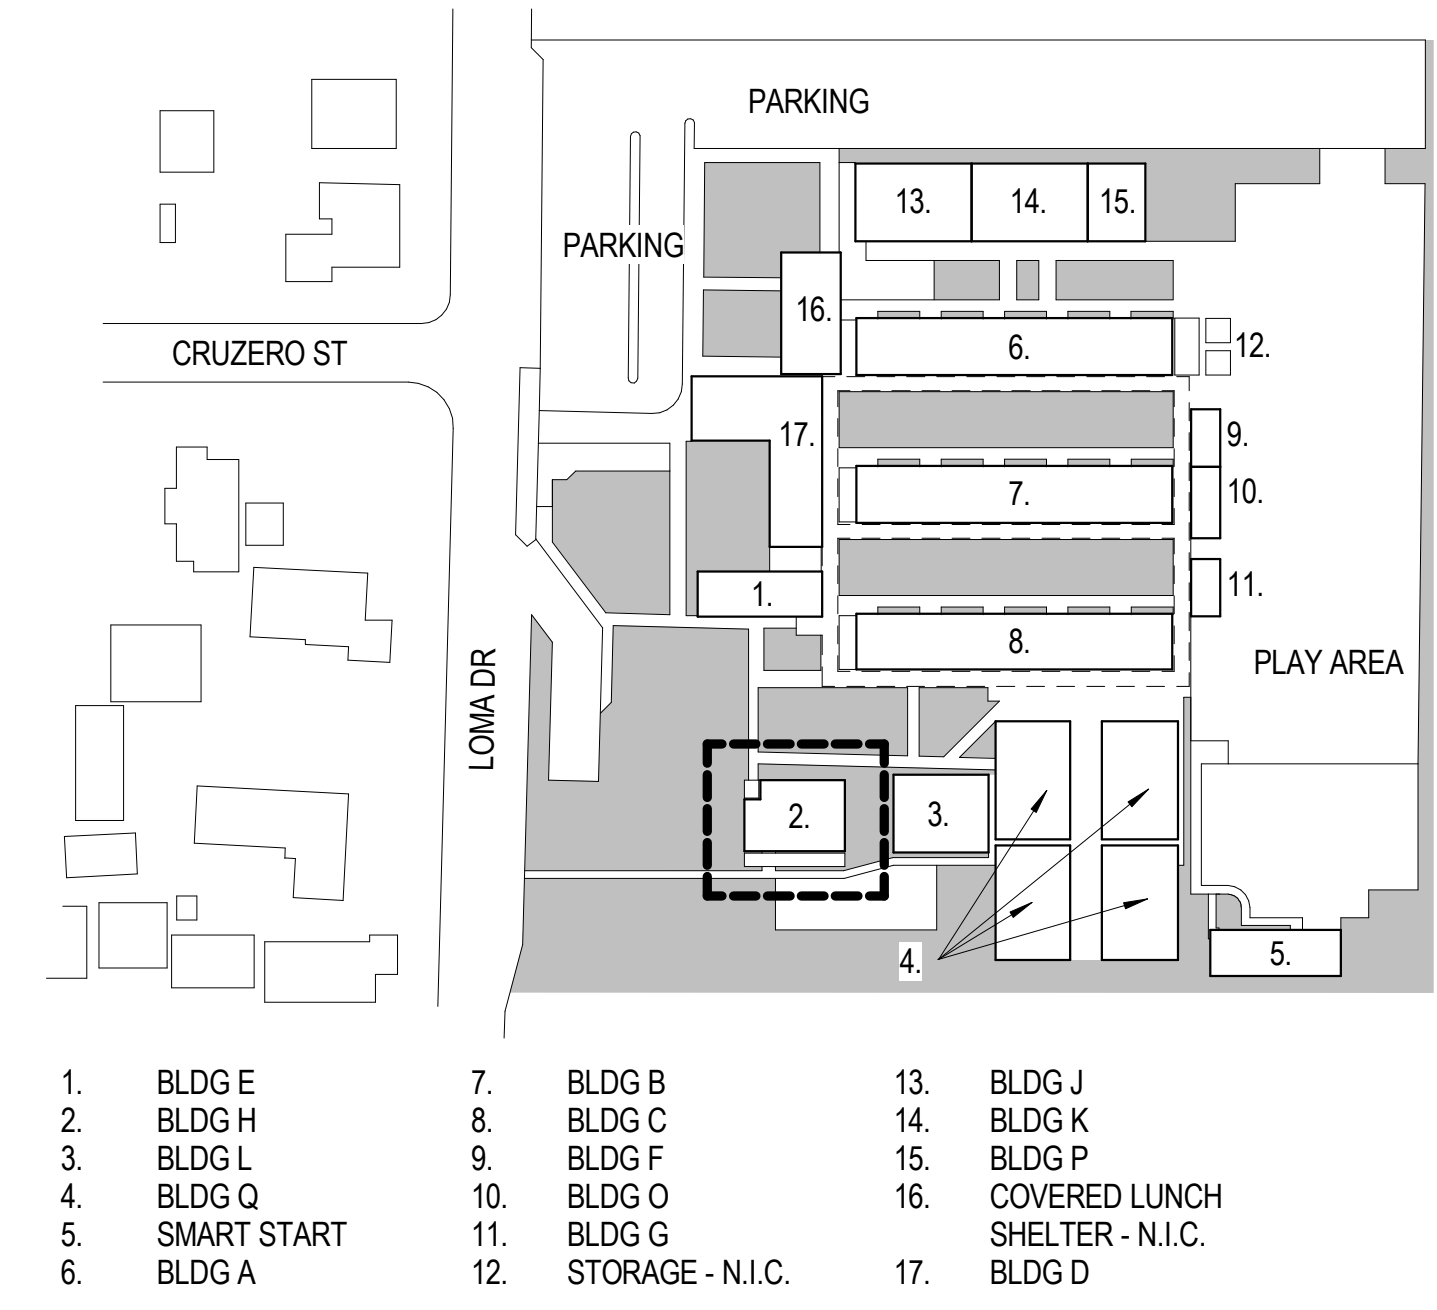 PARKING
13.
14.
15.
PARKING
16.
6.
12.
CRUZERO ST
17.
9.
7.
10.
1.
11.
8.
LOMA DR
PLAY AREA
2.
3.
4.
5.
1. BLDG E
2. BLDG H
3. BLDG L
4. BLDG Q
5. SMART START
6. BLDG A
7. BLDG B
8. BLDG C
9. BLDG F
10. BLDG O
11. BLDG G
12. STORAGE - N.I.C.
13. BLDG J
14. BLDG K
15. BLDG P
16. COVERED LUNCH
SHELTER - N.I.C.
17. BLDG D